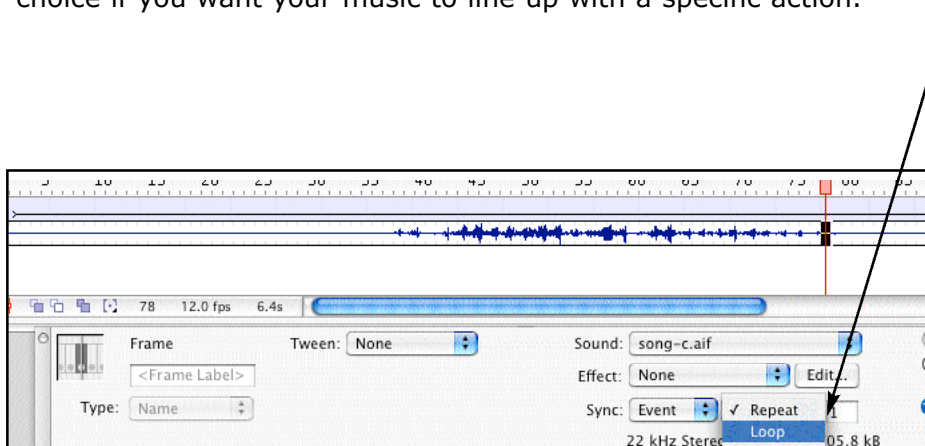 choice if you want your music to line up with a specific action.
78 12.0 fps 6.4s
Frame Tween: None Sound: song-c.aif
<Frame Label> Effect: None Edit...
Type: Name Sync: Event ✓ Repeat 1
Loop
22 kHz Stereo 05.8 kB